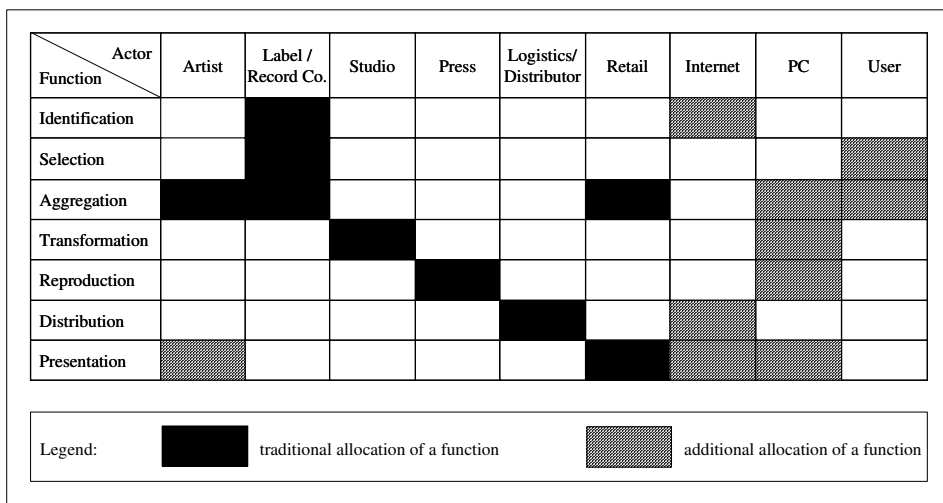 Actor
Function
Artist
Label /
Record Co.
Studio
Press
Logistics/
Distributor
Retail
Internet
PC
User
Identification
Selection
Aggregation
Transformation
Reproduction
Distribution
Presentation
Legend:
traditional allocation of a function
additional allocation of a function